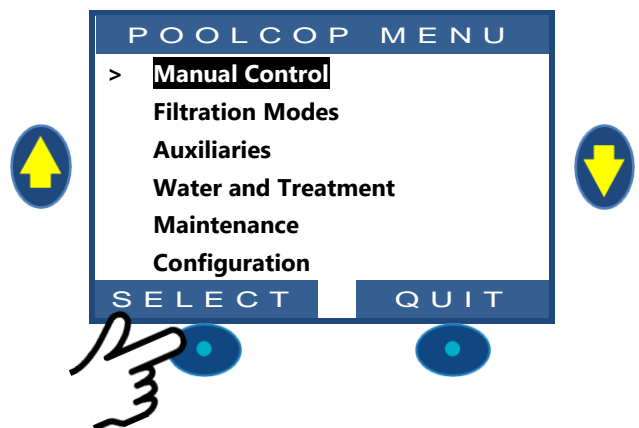 POOLCOP MENU
> Manual Control
Filtration Modes
Auxiliaries
Water and Treatment
Maintenance
Configuration
SELECT QUIT